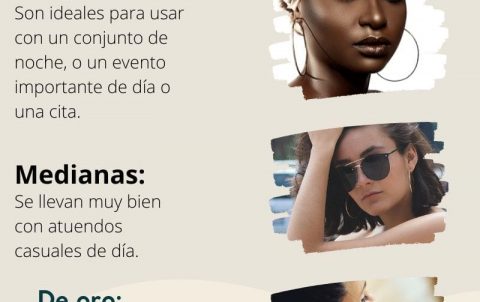 Son ideales para usar
con un conjunto de
noche, o un evento
importante de día o
una cita.
Medianas:
Se llevan muy bien
con atuendos
casuales de día.
De oro: